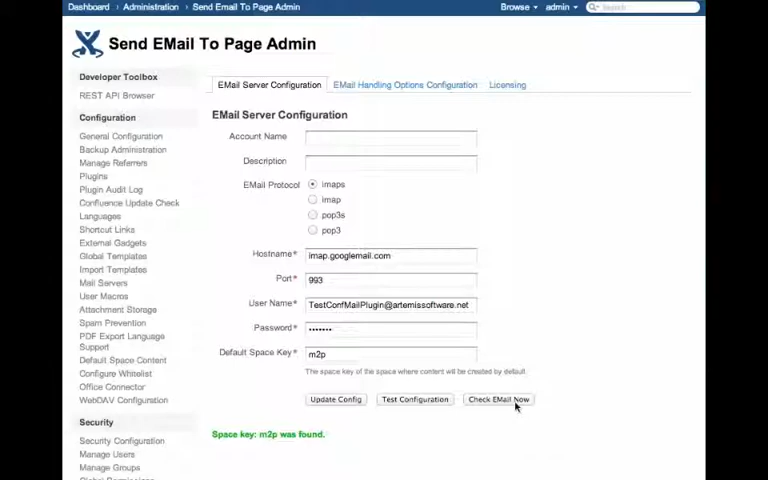 Dashboard Administration Send EMail To Page Admin Browse admin Search
Send EMail To Page Admin
Developer Toolbox
REST API Browser
Configuration
General Configuration
Backup Administration
Manage Referrers
Plugins
Plugin Audit Log
Confluence Update Check
Languages
Shortcut Links
External Gadgets
Global Templates
Import Templates
Mail Servers
User Macros
Attachment Storage
Spam Prevention
PDF Export Language
Support
Default Space Content
Configure Whitelist
Office Connector
WebDAV Configuration
Security
Security Configuration
Manage Users
Manage Groups
Global Permissions
EMail Server Configuration EMail Handling Options Configuration Licensing
EMail Server Configuration
Account Name
Description
EMail Protocol imaps
imap
pop3s
pop3
Hostname* imap.googlemail.com
Port* 993
User Name* TestConfMailPlugin@artemissoftware.net
Password* •••••••
Default Space Key* m2p
The space key of the space where content will be created by default.
Update Config Test Configuration Check EMail Now
Space key: m2p was found.